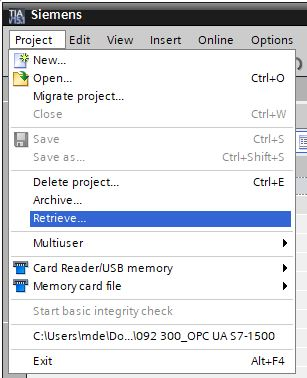 TIA
Siemens
Project Edit View Insert Online Options
New...
Open... Ctrl+O
Migrate project...
Close Ctrl+W
Save Ctrl+S
Save as... Ctrl+Shift+S
Delete project... Ctrl+E
Archive...
Retrieve...
Multiuser
Card Reader/USB memory
Memory card file
Start basic integrity check
C:\Users\mde\Do...\092 300_OPC UA S7-1500
Exit Alt+F4